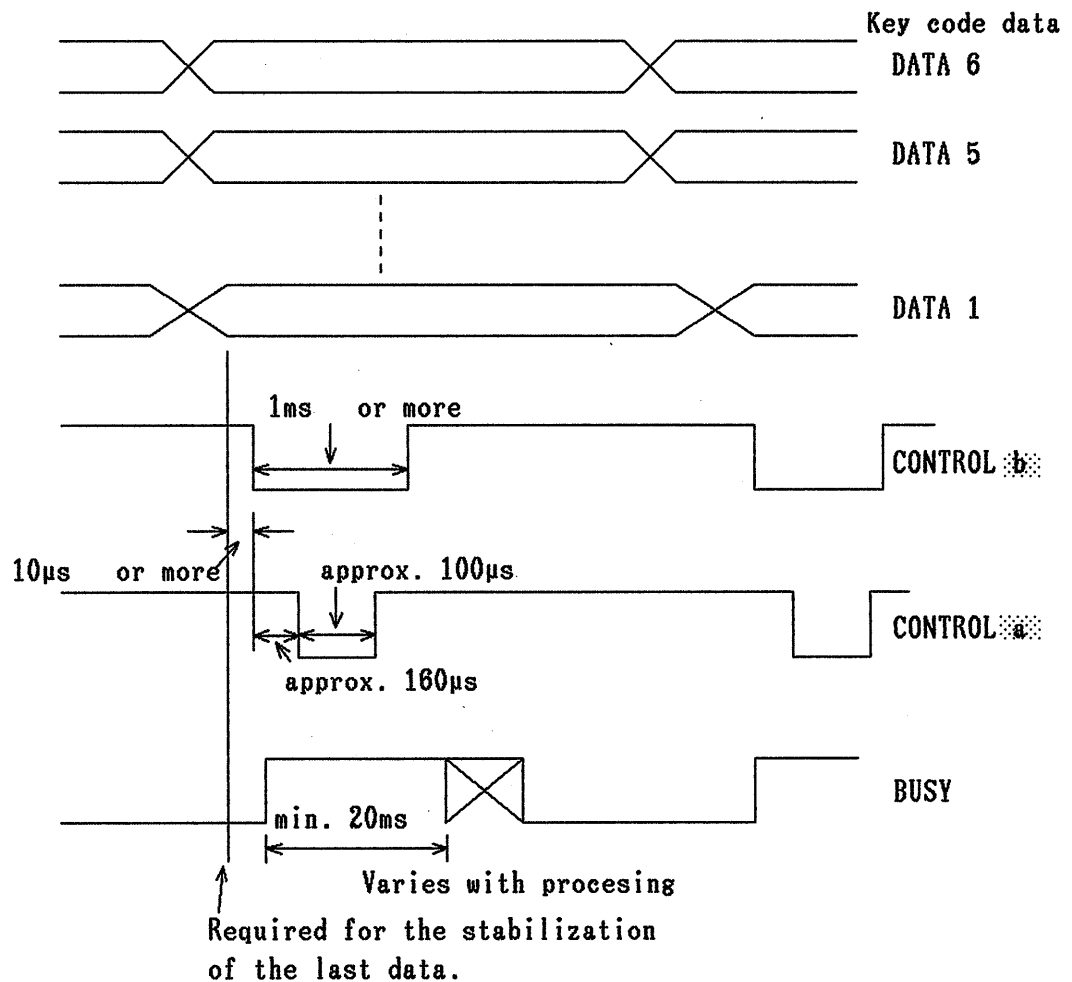 Key code data
DATA 6
DATA 5
DATA 1
1ms or more
CONTROL b
10µs or more
approx. 100µs
CONTROL a
approx. 160µs
BUSY
min. 20ms
Varies with procesing
Required for the stabilization
of the last data.